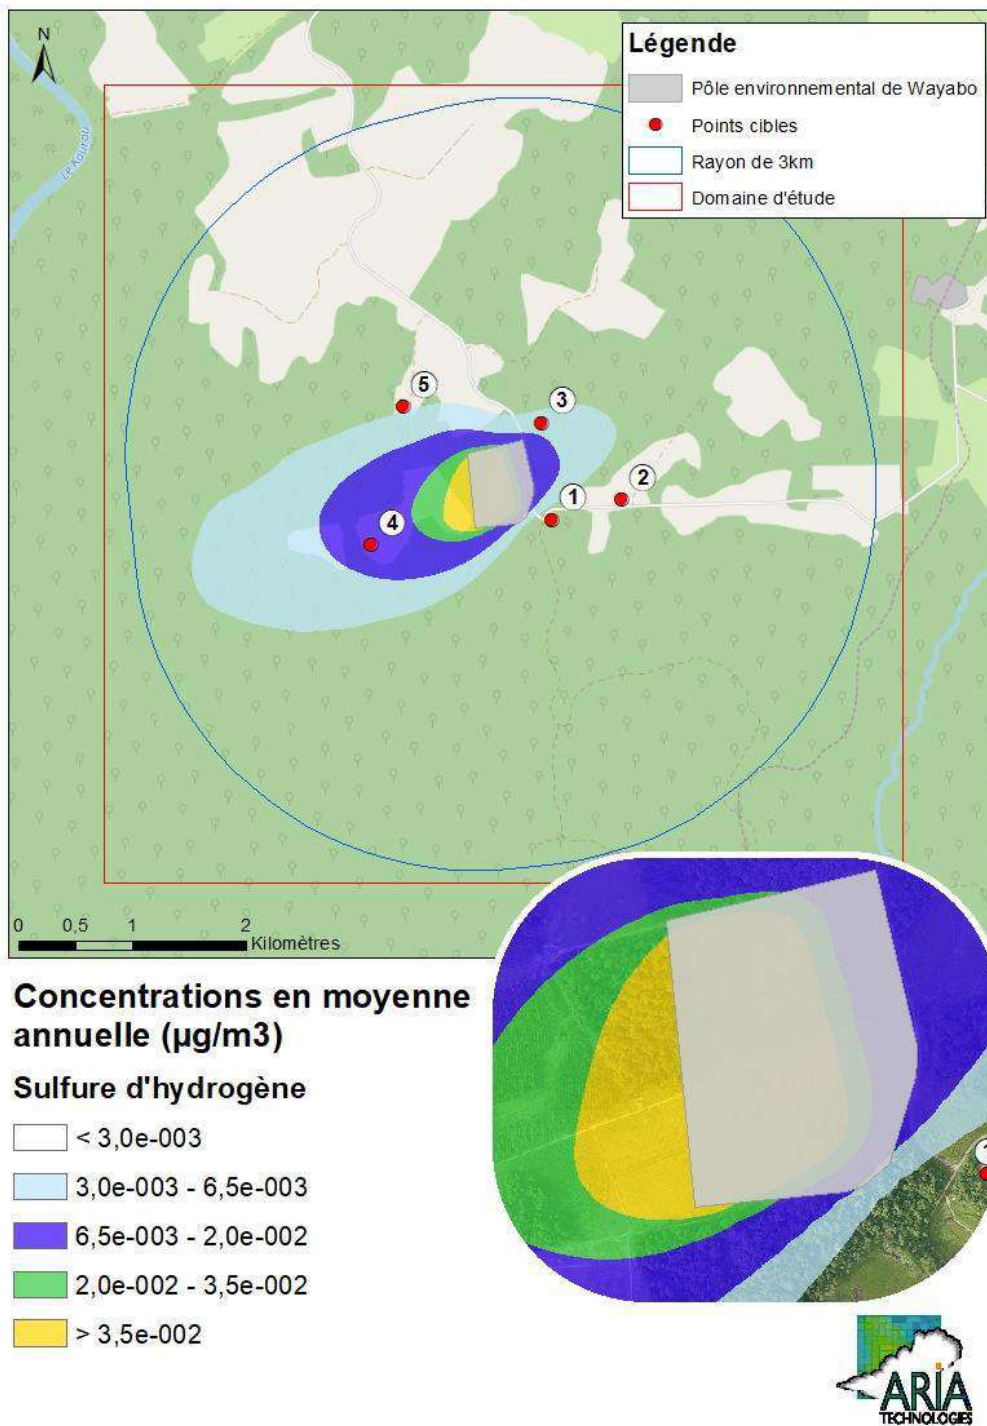 N
Légende
Pôle environnemental de Wayabo
Points cibles
Rayon de 3km
Domaine d'étude
Le Kourou
5
3
2
1
4
0 0,5 1 2
Kilomètres
Concentrations en moyenne
annuelle (µg/m3)
Sulfure d'hydrogène
< 3,0e-003
3,0e-003 - 6,5e-003
6,5e-003 - 2,0e-002
2,0e-002 - 3,5e-002
> 3,5e-002
1
ARIA
TECHNOLOGIES